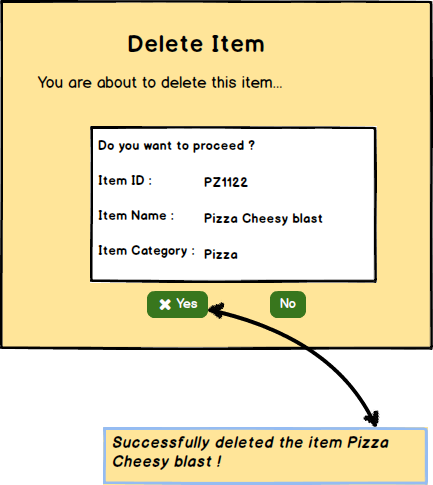 Delete Item
You are about to delete this item...
Do you want to proceed ?
Item ID : PZ1122
Item Name : Pizza Cheesy blast
Item Category : Pizza
Yes No
Successfully deleted the item Pizza
Cheesy blast !